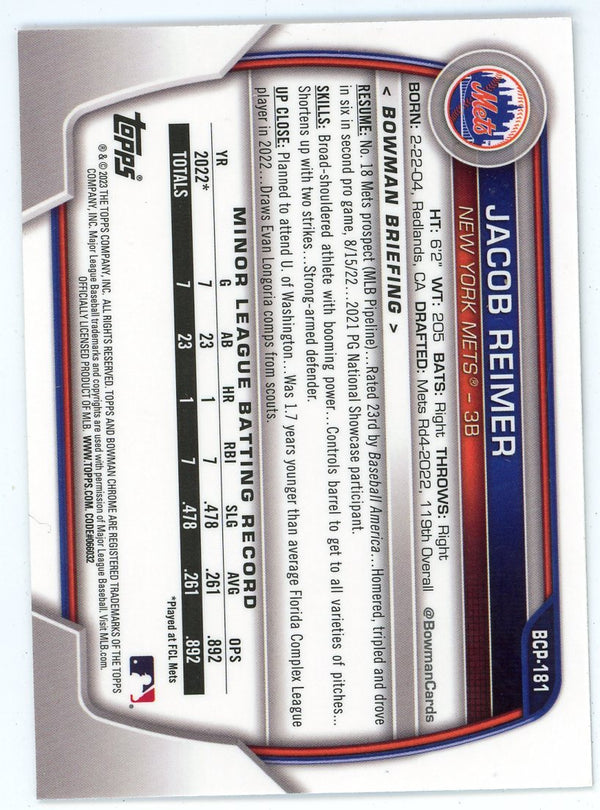 BCP-181
Mets
JACOB REIMER
NEW YORK METS® - 3B
HT: 6'2" WT: 205 BATS: Right THROWS: Right
BORN: 2-22-04, Redlands, CA DRAFTED: Mets Rd4-2022, 119th Overall @BowmanCards
< BOWMAN BRIEFING >
RESUME: No. 18 Mets prospect (MLB Pipeline)....Rated 23rd by Baseball America....Homered, tripled and drove
in six in second pro game, 8/15/22...2021 PG National Showcase participant.
SKILLS: Broad-shouldered athlete with booming power....Controls barrel to get to all varieties of pitches....
Shortens up with two strikes....Strong-armed defender.
UP CLOSE: Planned to attend U. of Washington....Was 1.7 years younger than average Florida Complex League
player in 2022....Draws Evan Longoria comps from scouts.
MINOR LEAGUE BATTING RECORD
YR G AB HR RBI SLG AVG OPS
2022* 7 23 1 7 .478 .261 .892
TOTALS 7 23 1 7 .478 .261 .892
*Played at FCL Mets
topps®
® & © 2023 THE TOPPS COMPANY, INC. ALL RIGHTS RESERVED. TOPPS AND BOWMAN CHROME ARE REGISTERED TRADEMARKS OF THE TOPPS
COMPANY, INC. Major League Baseball trademarks and copyrights are used with permission of Major League Baseball. Visit MLB.com.
OFFICIALLY LICENSED PRODUCT OF MLB. WWW.TOPPS.COM. CODE#066032